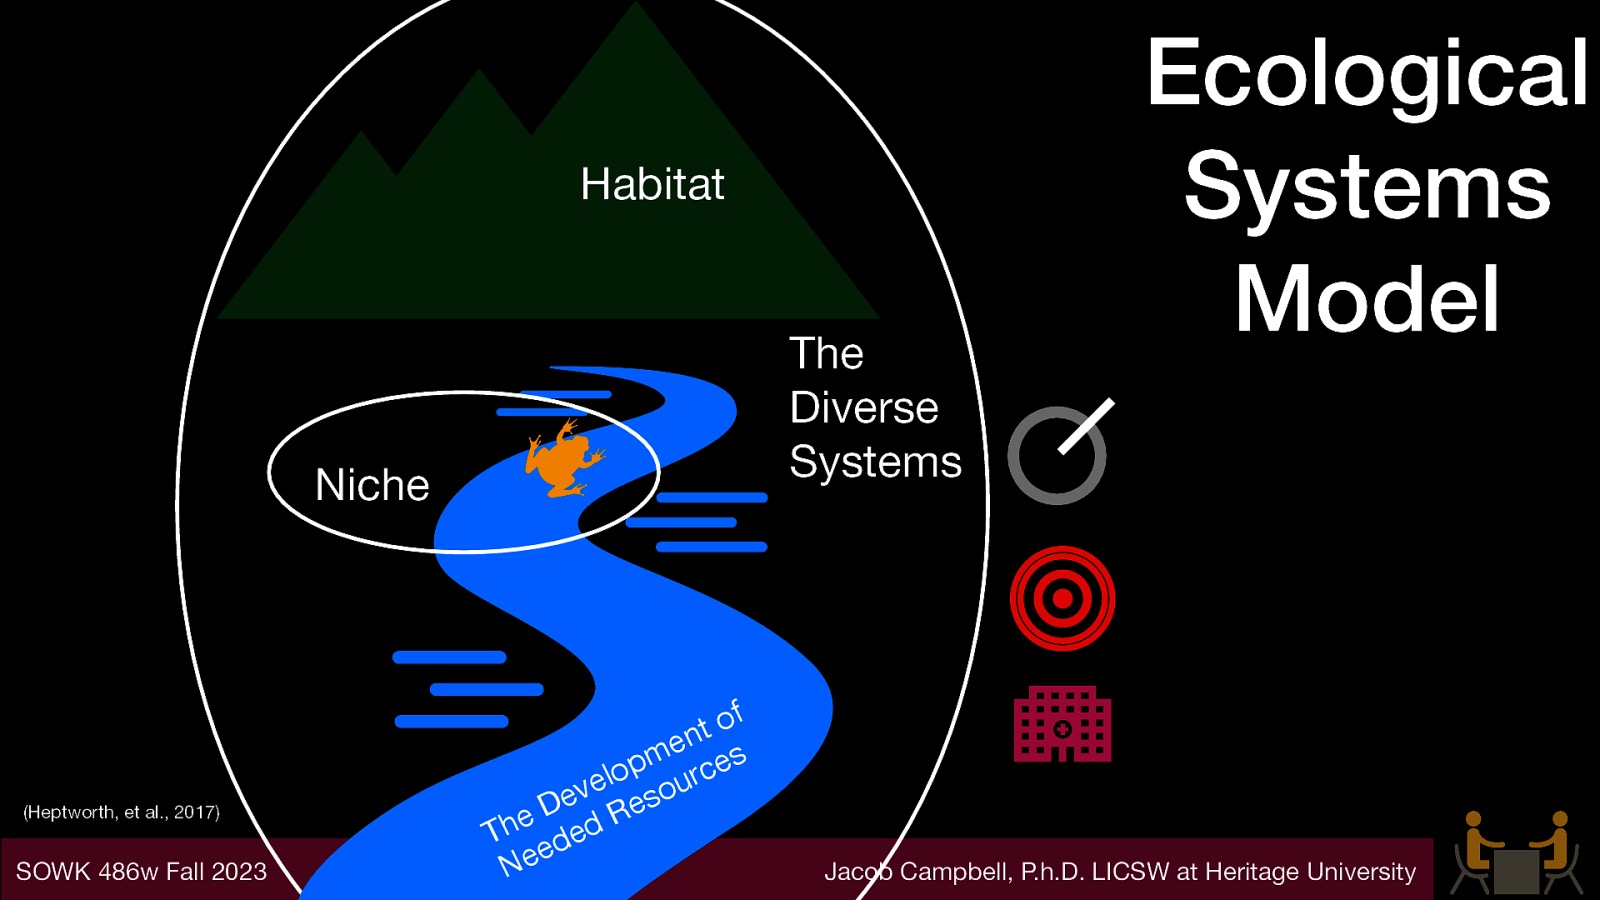 Ecological
Systems
Model
Habitat
The
Diverse
Systems
Niche
The Development of
Needed Resources
(Heptworth, et al., 2017)
SOWK 486w Fall 2023
Jacob Campbell, P.h.D. LICSW at Heritage University